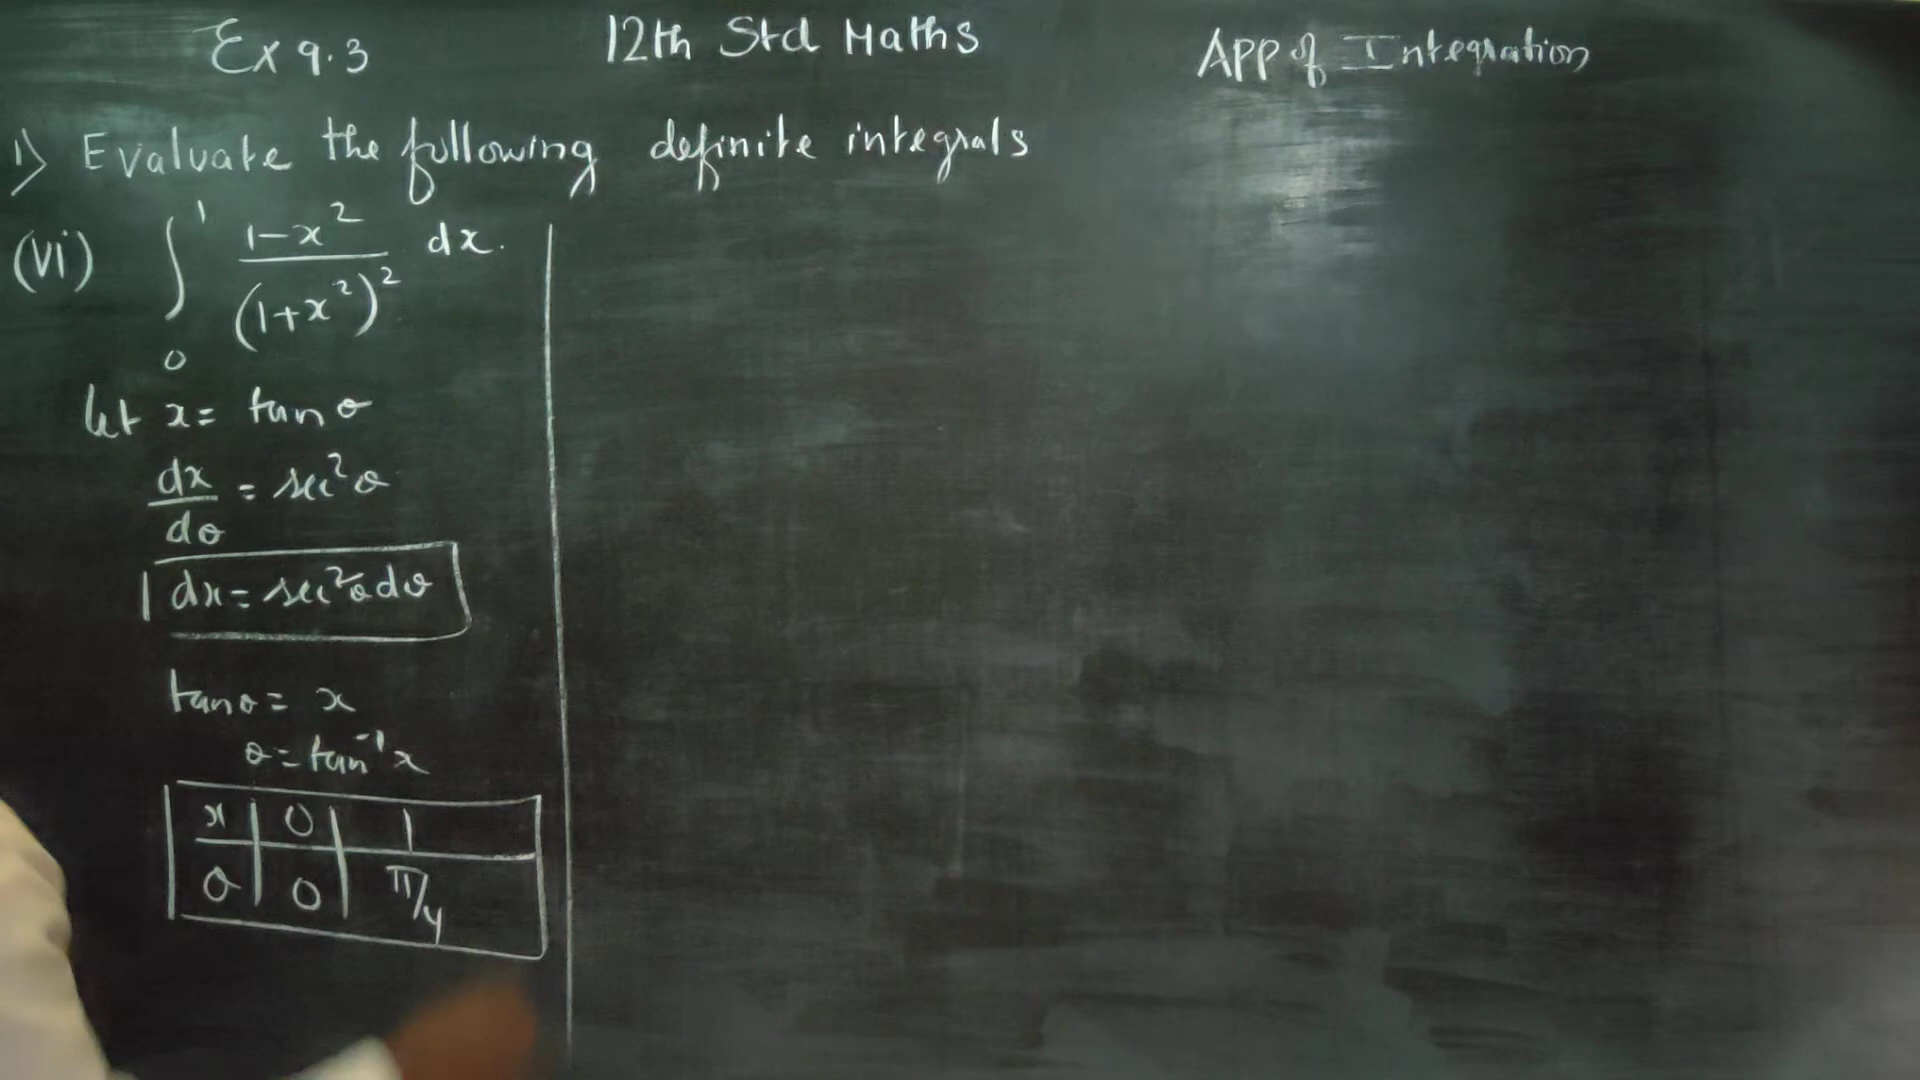 Ex 9.3 12th Std Maths APP of Integration
1) Evaluate the following definite integrals
(vi) ∫₀¹ (1-x²)/(1+x²)² dx.
let x = tan θ
dx/dθ = sec²θ
dx = sec²θ dθ
tan θ = x
θ = tan⁻¹x
x | 0 | 1
θ | 0 | π/4